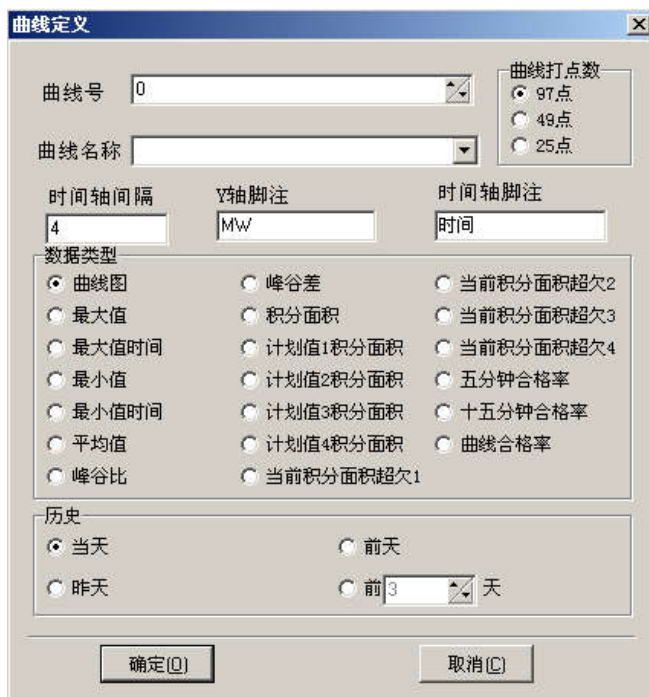 曲线定义
曲线号 0
曲线打点数
97点
49点
25点
曲线名称
时间轴间隔 Y轴脚注 时间轴脚注
4 MW 时间
数据类型
曲线图 峰谷差 当前积分面积超欠2
最大值 积分面积 当前积分面积超欠3
最大值时间 计划值1积分面积 当前积分面积超欠4
最小值 计划值2积分面积 五分钟合格率
最小值时间 计划值3积分面积 十五分钟合格率
平均值 计划值4积分面积 曲线合格率
峰谷比 当前积分面积超欠1
历史
当天 前天
昨天 前 3 天
确定(O) 取消(C)